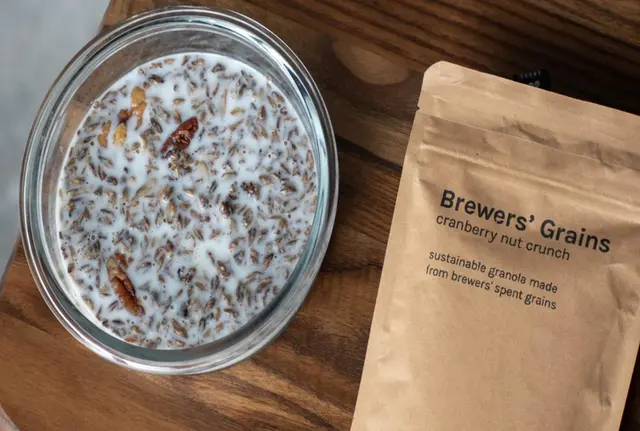 Brewers' Grains
cranberry nut crunch
sustainable granola made
from brewers' spent grains